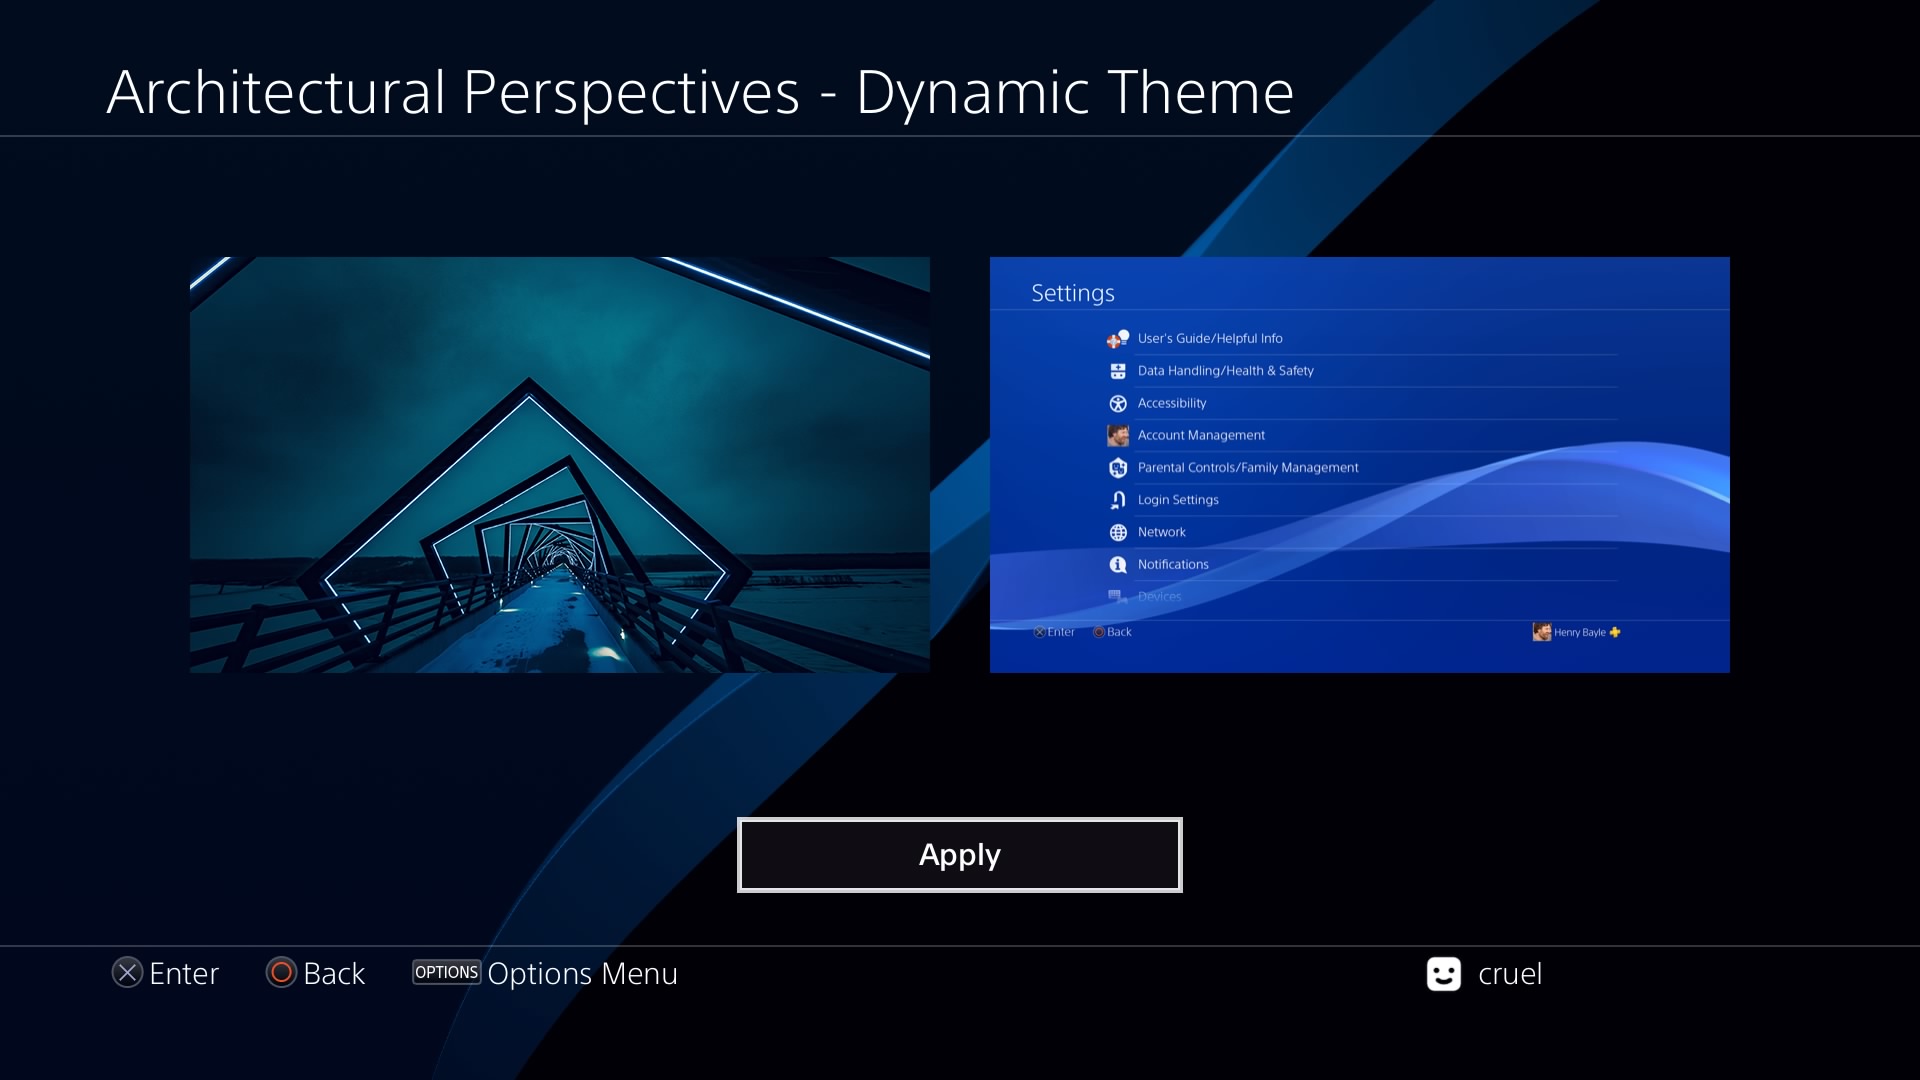 Architectural Perspectives - Dynamic Theme
Settings
User's Guide/Helpful Info
Data Handling/Health & Safety
Accessibility
Account Management
Parental Controls/Family Management
Login Settings
Network
Notifications
Devices
Enter Back Henry Bayle
Apply
Enter Back OPTIONS Options Menu cruel